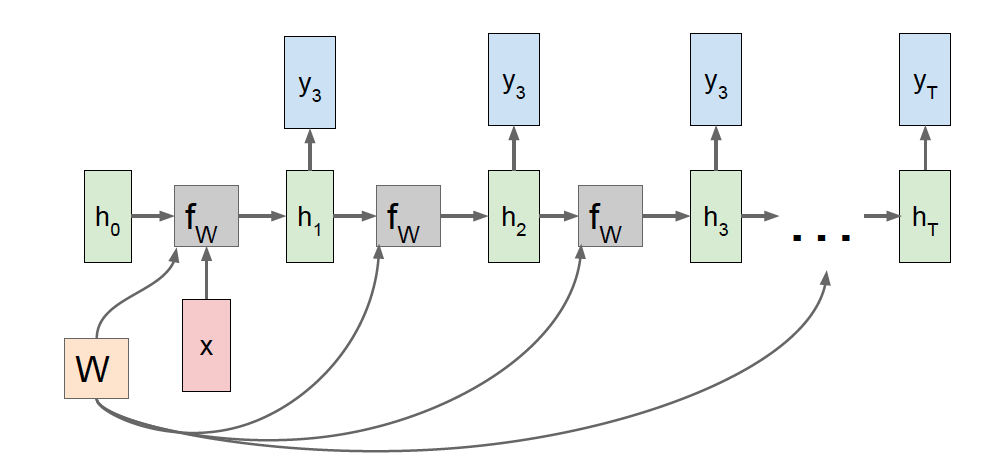 y3 y3 y3 yT
h0 fW h1 fW h2 fW h3 ... hT
W x